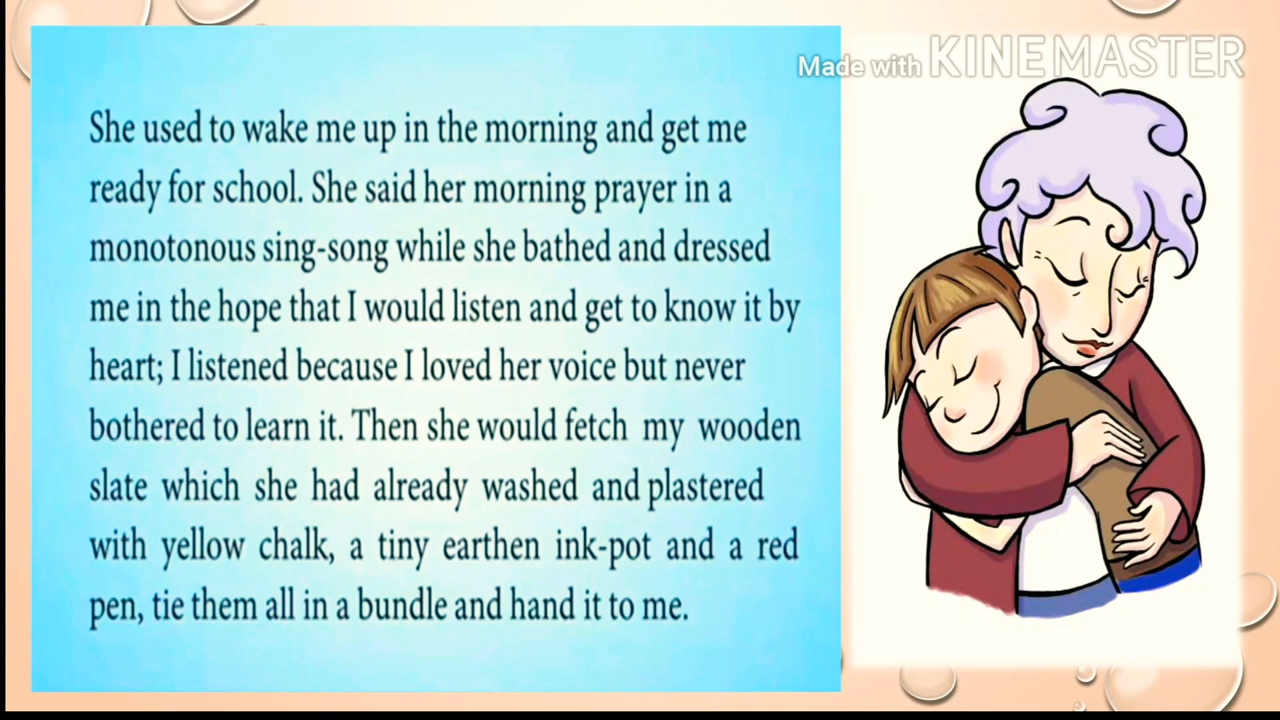 Made with KINEMASTER
She used to wake me up in the morning and get me
ready for school. She said her morning prayer in a
monotonous sing-song while she bathed and dressed
me in the hope that I would listen and get to know it by
heart; I listened because I loved her voice but never
bothered to learn it. Then she would fetch my wooden
slate which she had already washed and plastered
with yellow chalk, a tiny earthen ink-pot and a red
pen, tie them all in a bundle and hand it to me.